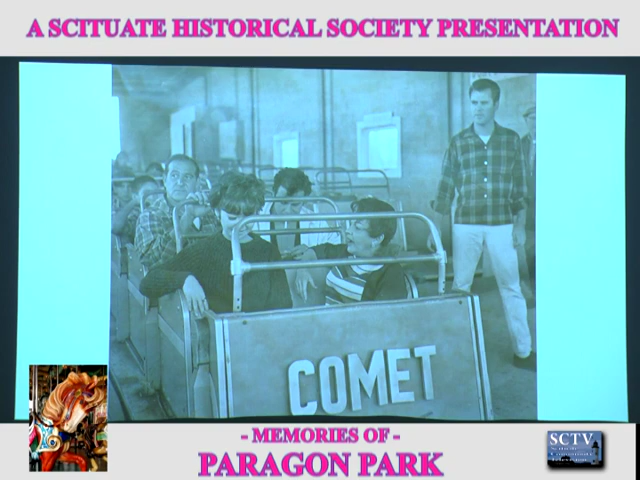 A SCITUATE HISTORICAL SOCIETY PRESENTATION
COMET
- MEMORIES OF -
PARAGON PARK
SCTV